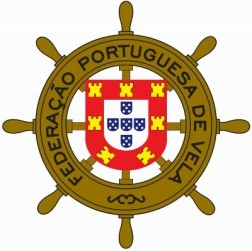 FEDERAÇÃO PORTUGUESA DE VELA